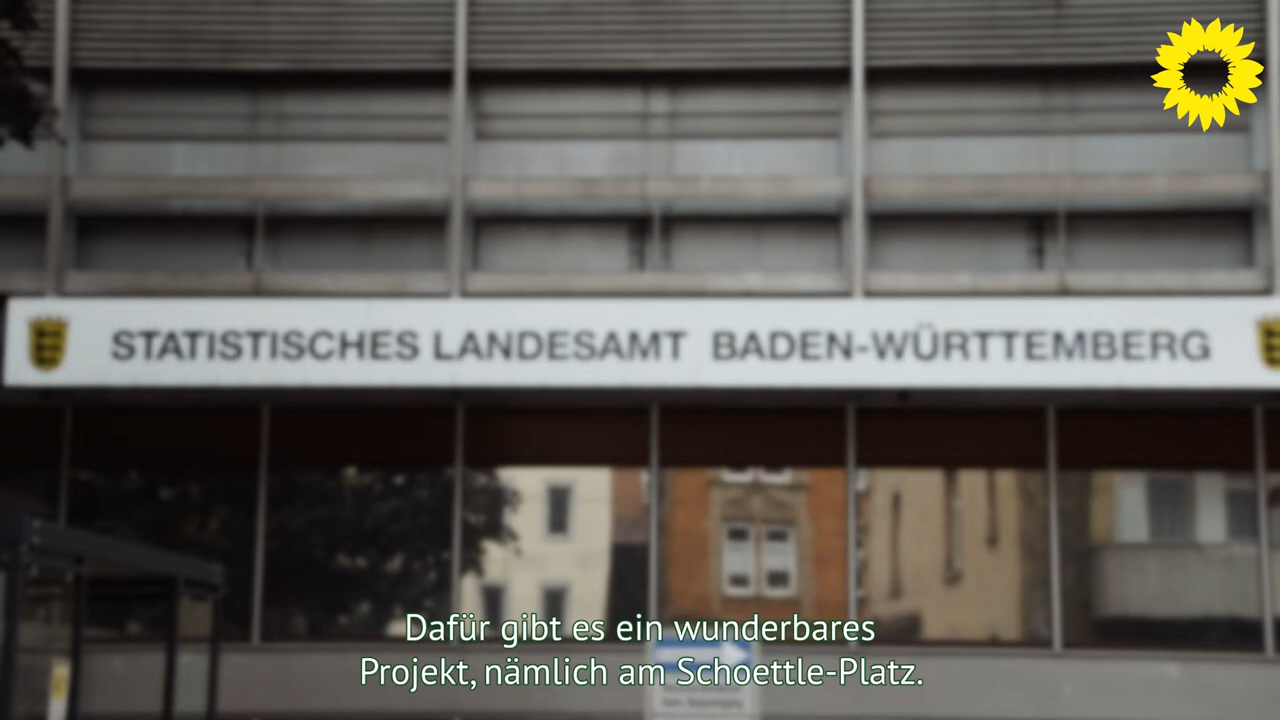 STATISTISCHES LANDESAMT BADEN-WÜRTTEMBERG
Dafür gibt es ein wunderbares
Projekt, nämlich am Schoettle-Platz.